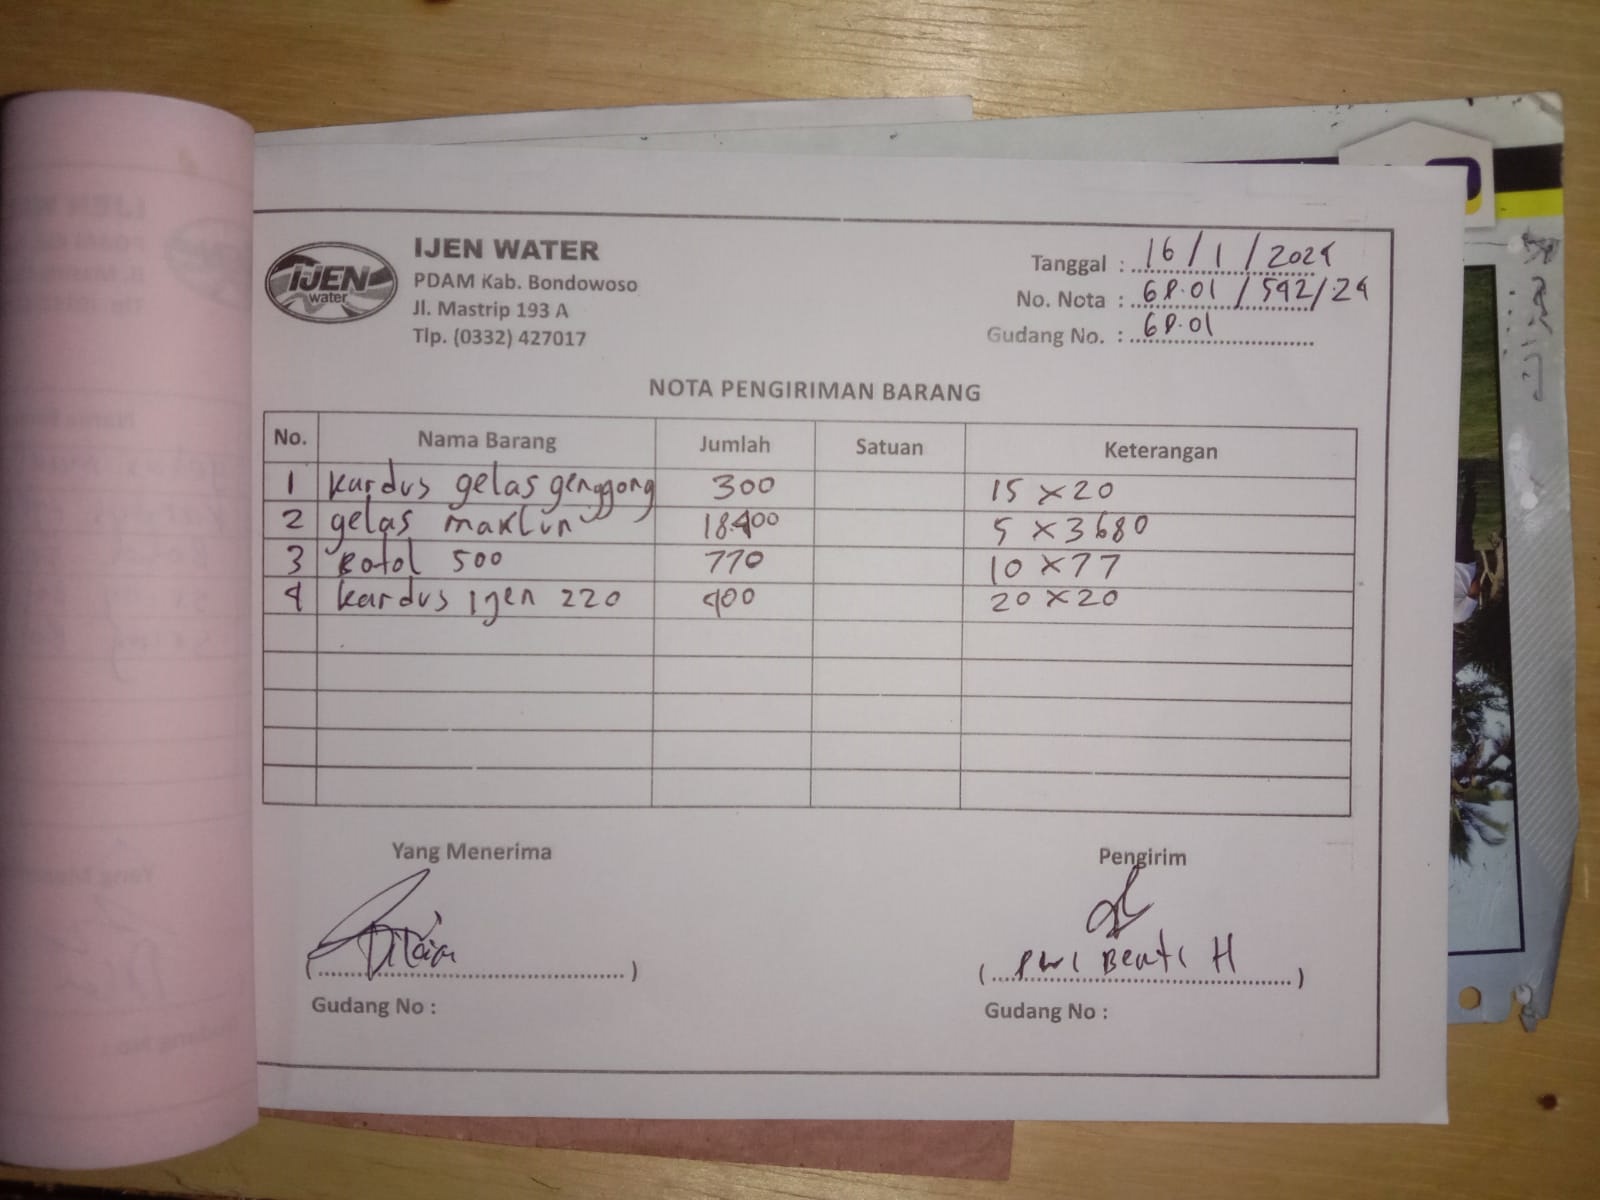 IJEN WATER
PDAM Kab. Bondowoso
Jl. Mastrip 193 A
Tlp. (0332) 427017
IJEN
water
Tanggal : 16 / 1 / 2024
No. Nota : 68.01 / 542 / 24
Gudang No. : 68.01
NOTA PENGIRIMAN BARANG
No. Nama Barang Jumlah Satuan Keterangan
1 Kardus gelas genggong 300 15 x 20
2 gelas maklun 18400 5 x 3680
3 Botol 500 770 10 x 77
4 kardus Ijen 220 400 20 x 20
Yang Menerima Pengirim
Dwi Beati H
Gudang No : Gudang No :